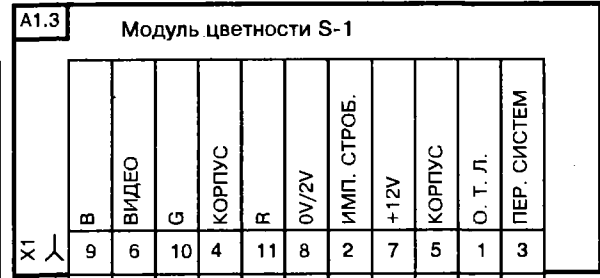 A1.3
Модуль цветности S-1
B
ВИДЕО
G
КОРПУС
R
0V/2V
ИМП. СТРОБ.
+12V
КОРПУС
О. Т. Л.
ПЕР. СИСТЕМ
X1
9 6 10 4 11 8 2 7 5 1 3